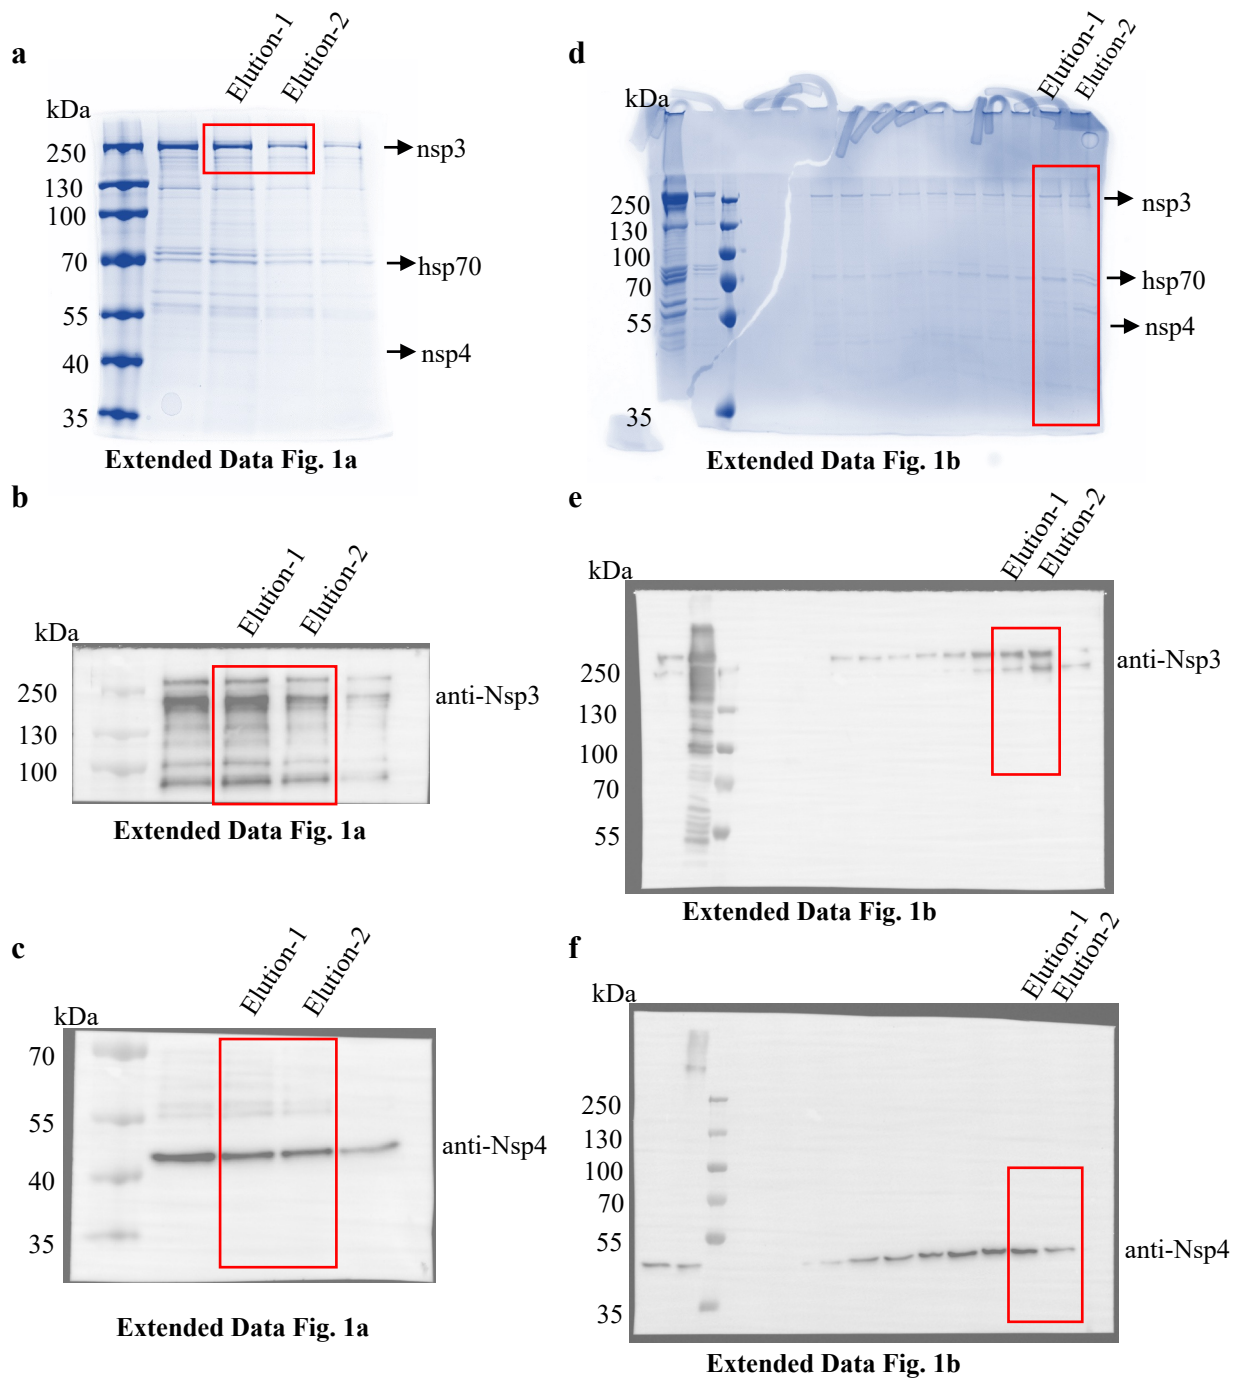 a
Elution-1
Elution-2
kDa
250
130
100
70
55
40
35
nsp3
hsp70
nsp4
Extended Data Fig. 1a
b
Elution-1
Elution-2
kDa
250
130
100
anti-Nsp3
Extended Data Fig. 1a
c
Elution-1
Elution-2
kDa
70
55
40
35
anti-Nsp4
Extended Data Fig. 1a
d
Elution-1
Elution-2
kDa
250
130
100
70
55
35
nsp3
hsp70
nsp4
Extended Data Fig. 1b
e
Elution-1
Elution-2
kDa
250
130
100
70
55
anti-Nsp3
Extended Data Fig. 1b
f
Elution-1
Elution-2
kDa
250
130
100
70
55
35
anti-Nsp4
Extended Data Fig. 1b